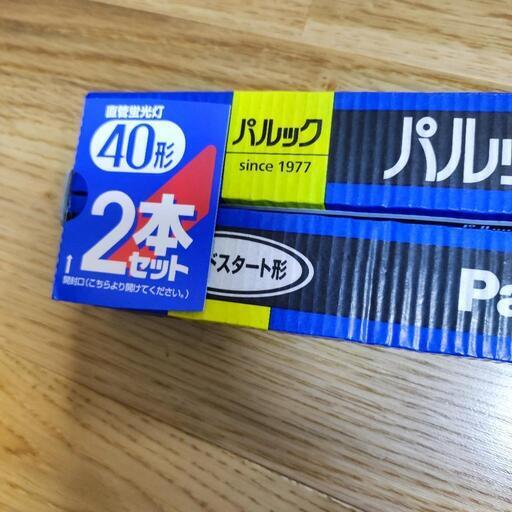 直管蛍光灯
40形
2本
セット
↑
開封口(こちらより開けてください。)
パルック
since 1977
パルッ
ドスタート形
Pa